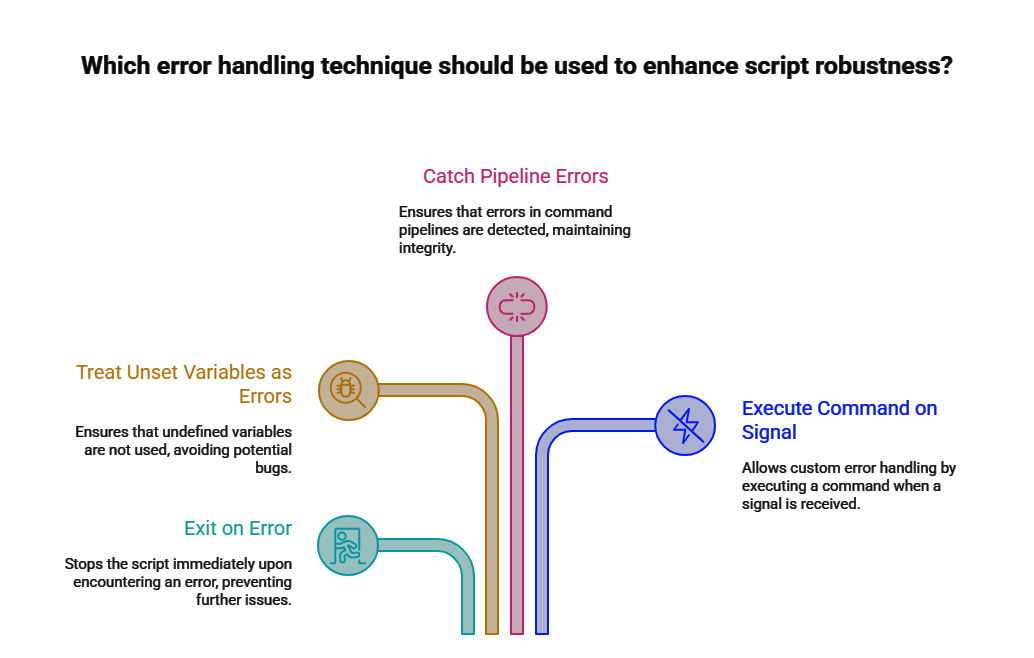 Which error handling technique should be used to enhance script robustness?
Catch Pipeline Errors
Ensures that errors in command
pipelines are detected, maintaining
integrity.
Treat Unset Variables as
Errors
Ensures that undefined variables
are not used, avoiding potential
bugs.
Execute Command on
Signal
Allows custom error handling by
executing a command when a
signal is received.
Exit on Error
Stops the script immediately upon
encountering an error, preventing
further issues.